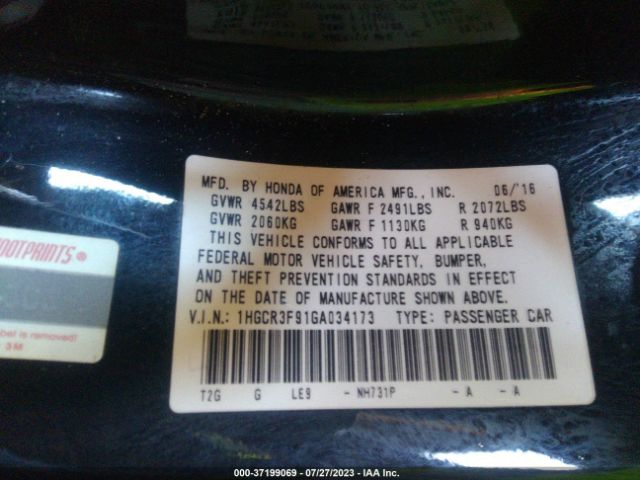 MFD. BY HONDA OF AMERICA MFG., INC. 06/'16
GVWR 4542LBS GAWR F 2491LBS R 2072LBS
GVWR 2060KG GAWR F 1130KG R 940KG
THIS VEHICLE CONFORMS TO ALL APPLICABLE
FEDERAL MOTOR VEHICLE SAFETY, BUMPER,
AND THEFT PREVENTION STANDARDS IN EFFECT
ON THE DATE OF MANUFACTURE SHOWN ABOVE.
V.I.N.: 1HGCR3F91GA034173 TYPE: PASSENGER CAR
T2G G LE9 - NH731P - A - A
OOTPRINTS®
bel is removed!
3M
000-37199069 - 07/27/2023 - IAA Inc.